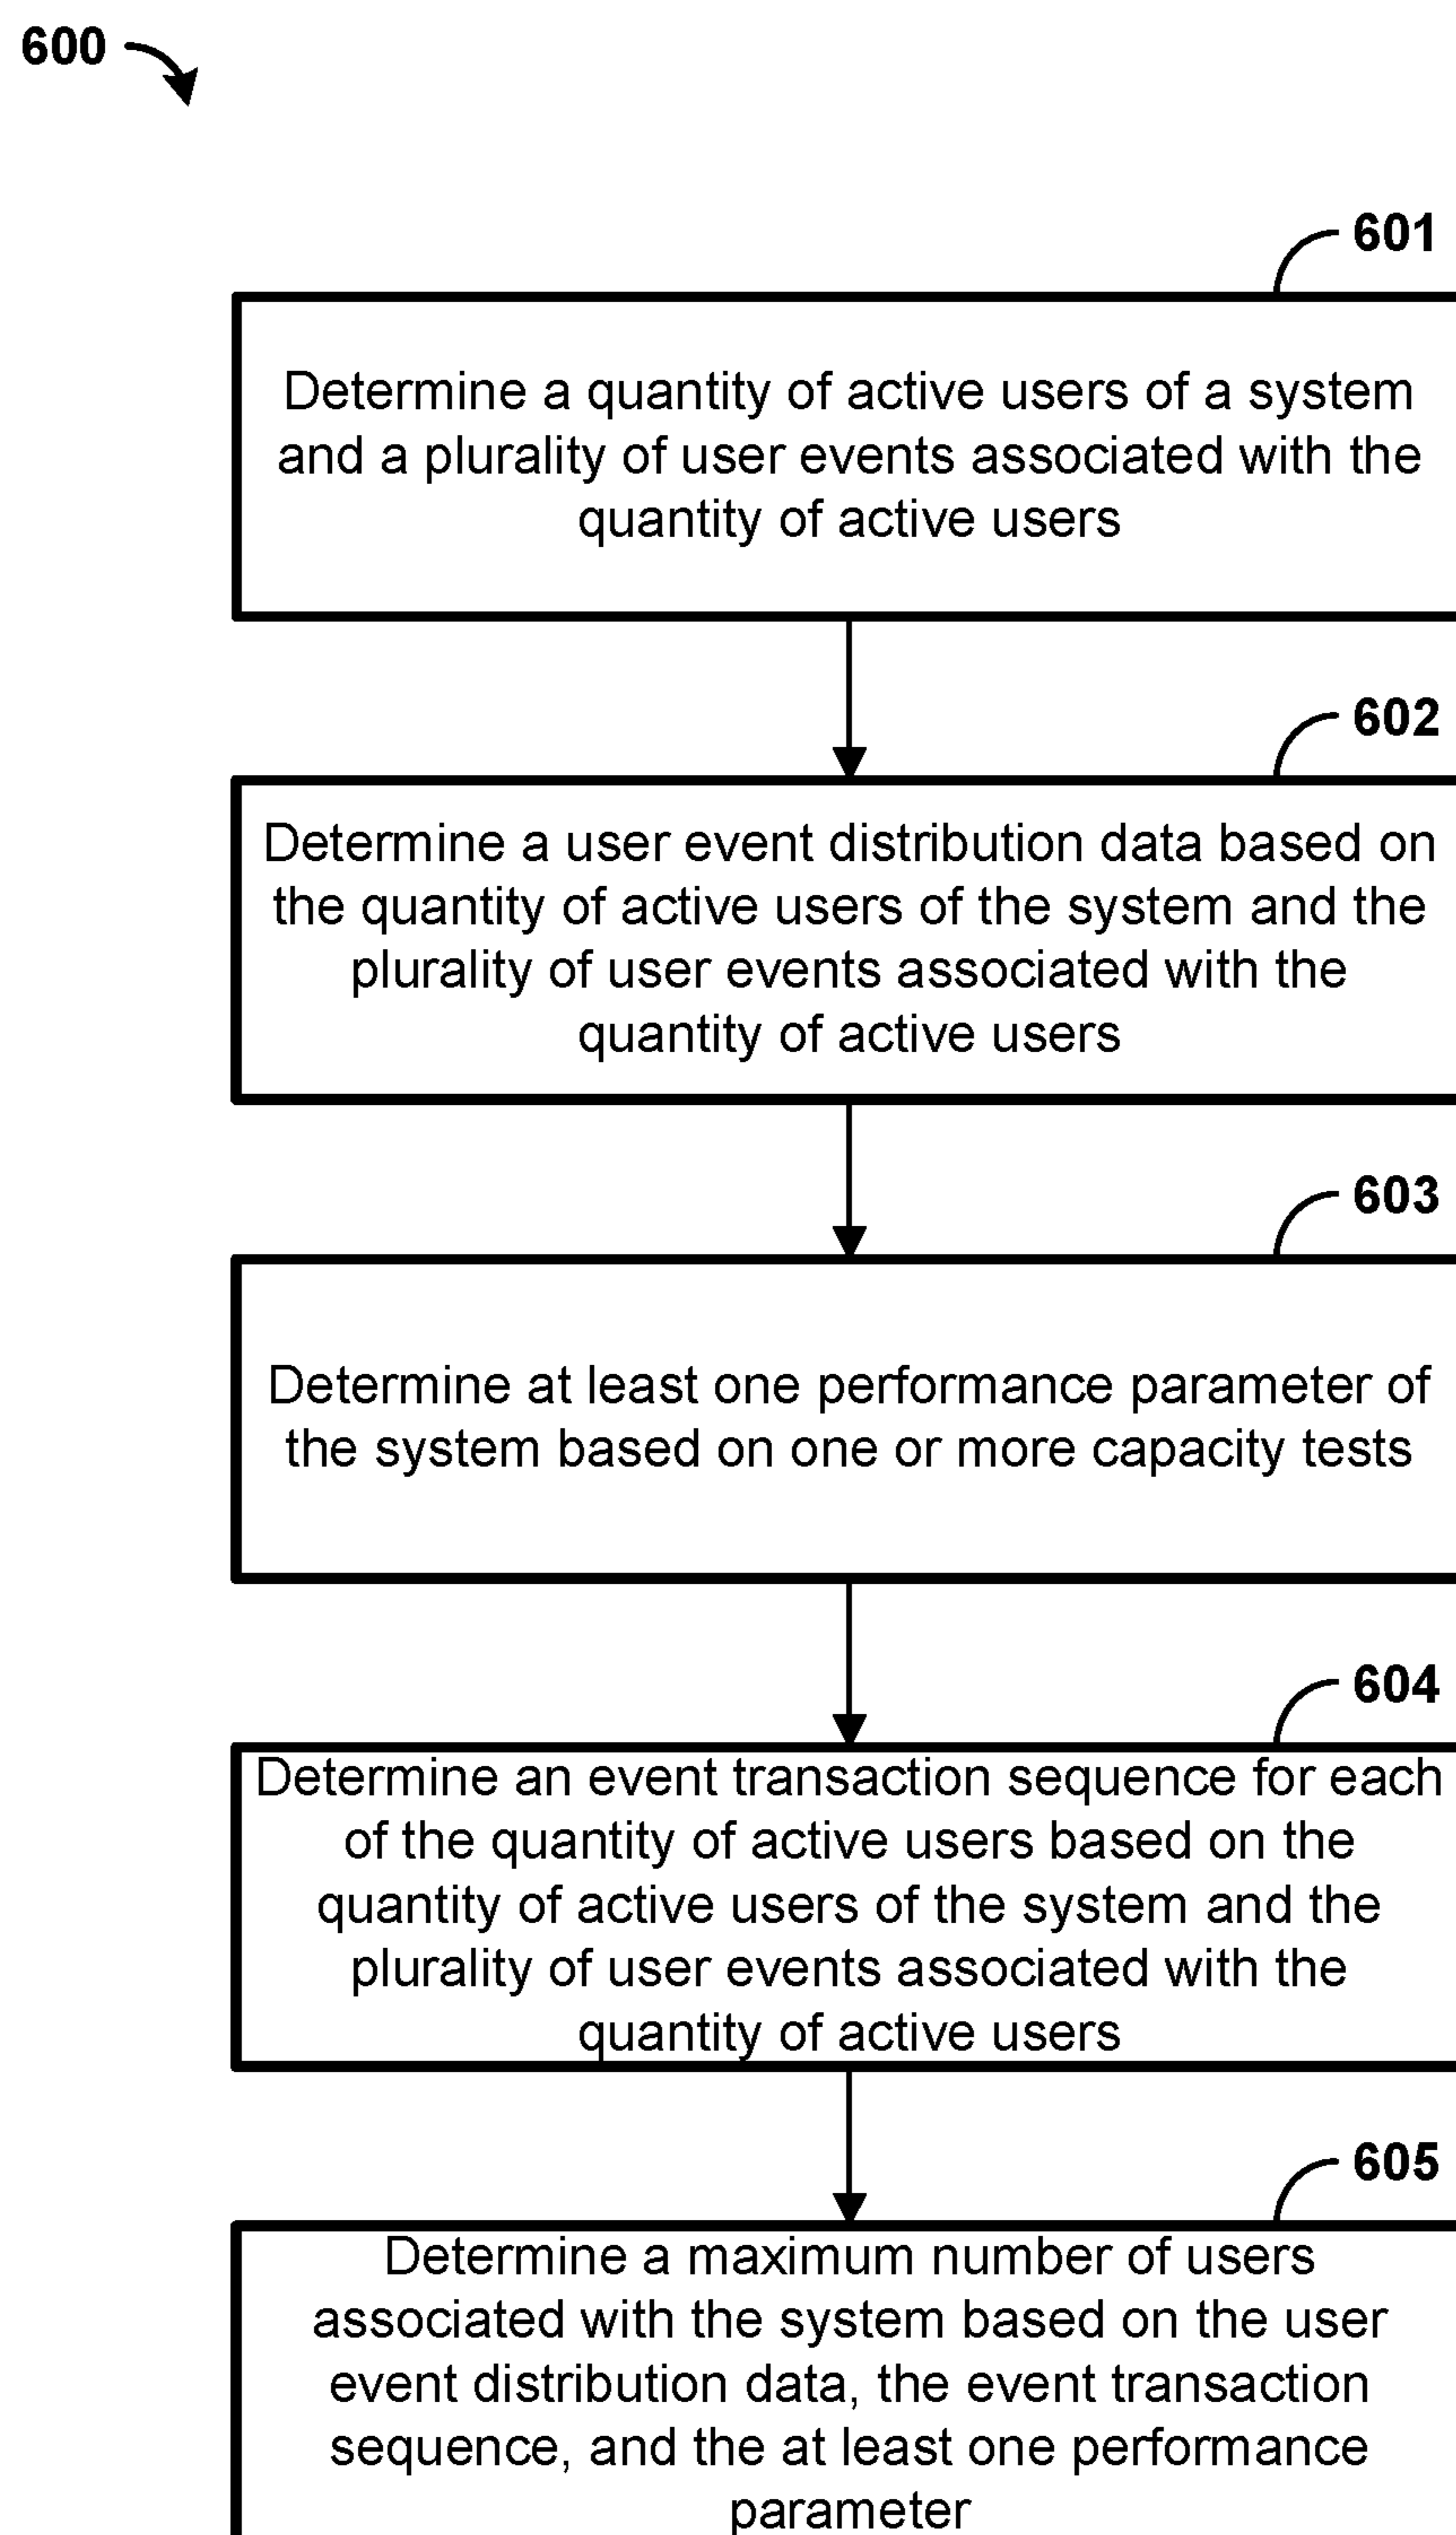 600
601
Determine a quantity of active users of a system
and a plurality of user events associated with the
quantity of active users
602
Determine a user event distribution data based on
the quantity of active users of the system and the
plurality of user events associated with the
quantity of active users
603
Determine at least one performance parameter of
the system based on one or more capacity tests
604
Determine an event transaction sequence for each
of the quantity of active users based on the
quantity of active users of the system and the
plurality of user events associated with the
quantity of active users
605
Determine a maximum number of users
associated with the system based on the user
event distribution data, the event transaction
sequence, and the at least one performance
parameter